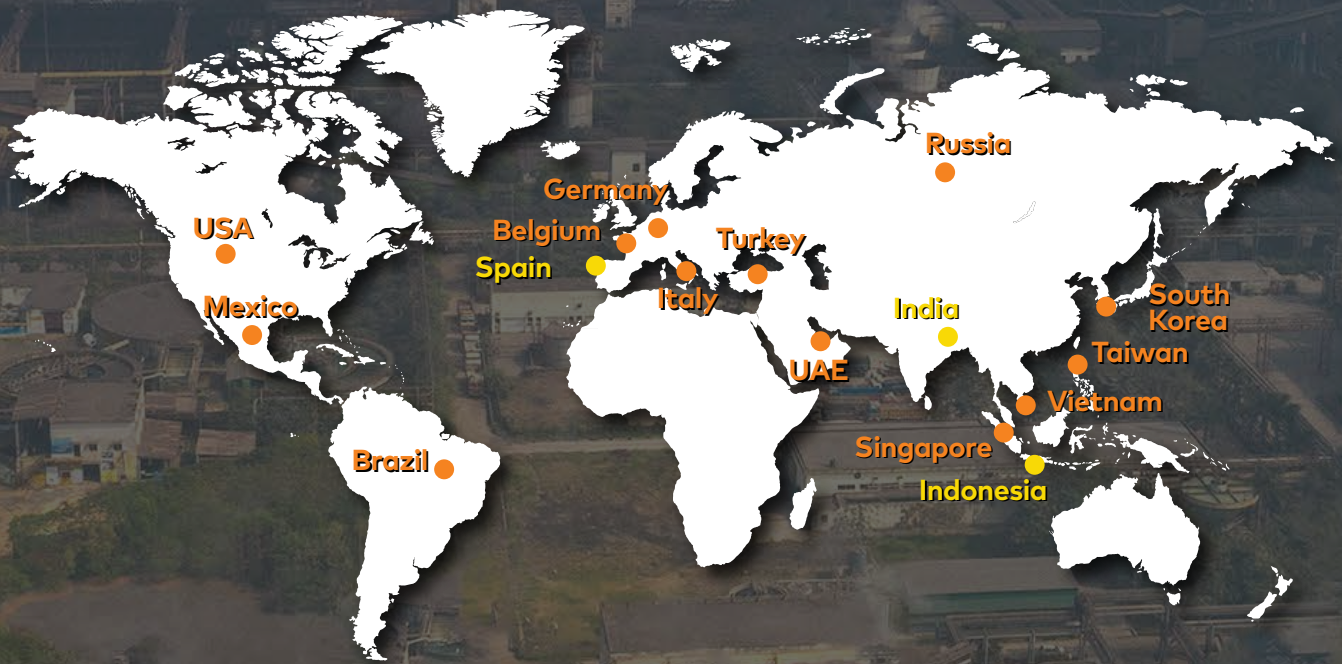 Russia
Germany
USA
Belgium
Turkey
Spain
Italy
Mexico
India
South
Korea
Taiwan
UAE
Vietnam
Singapore
Brazil
Indonesia